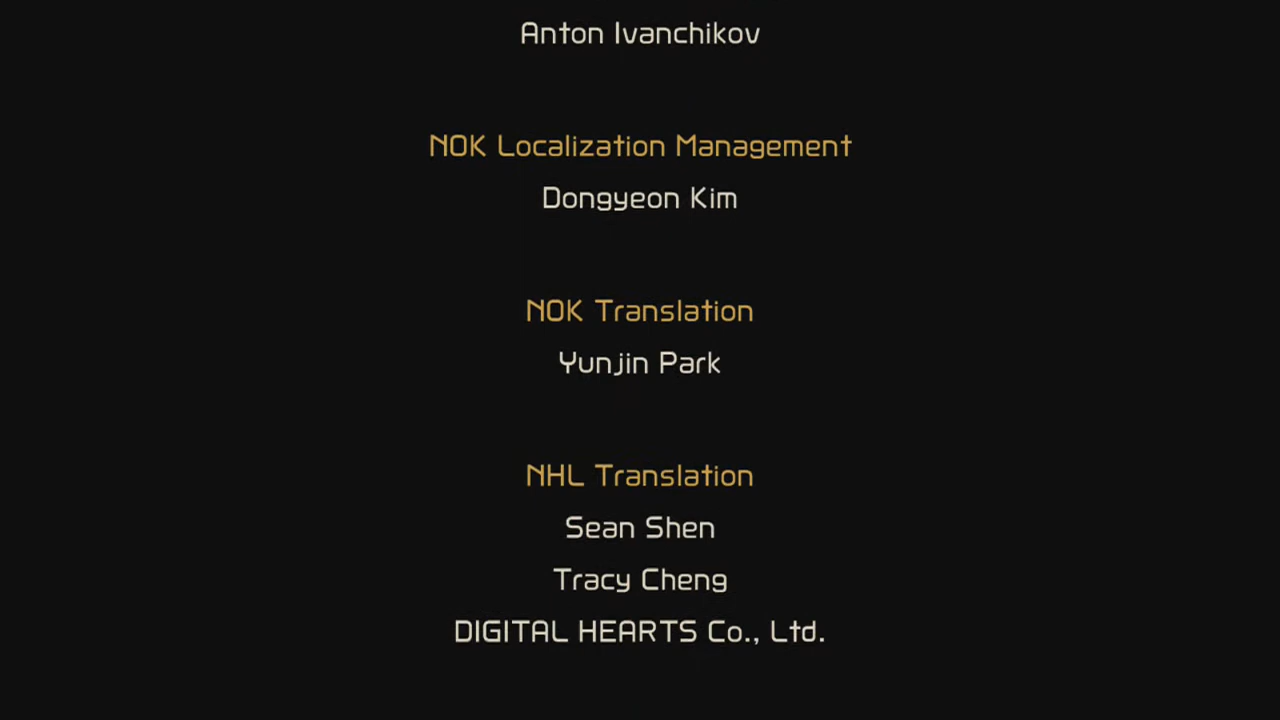 Anton Ivanchikov
NOK Localization Management
Dongyeon Kim
NOK Translation
Yunjin Park
NHL Translation
Sean Shen
Tracy Cheng
DIGITAL HEARTS Co., Ltd.